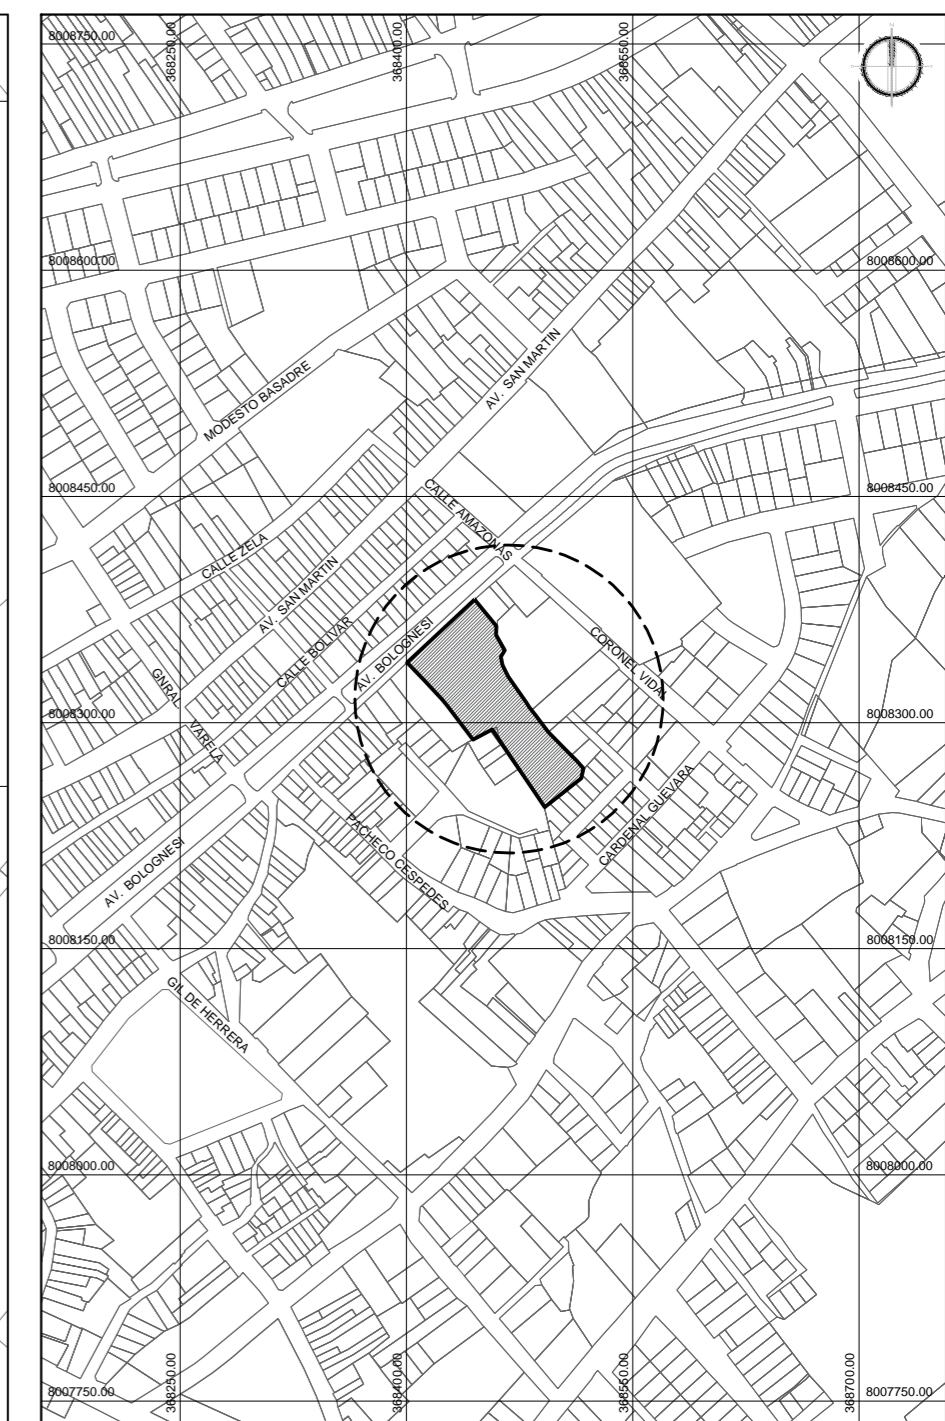 8008750.00
368250.00
368400.00
368550.00
8008600.00
8008600.00
AV. SAN MARTIN
MODESTO BASADRE
8008450.00
8008450.00
CALLE AMAZONAS
CALLE ZELA
AV. SAN MARTIN
CALLE BOLIVAR
AV. BOLOGNESI
CORONEL VIDAL
GNRAL VARELA
8008300.00
8008300.00
CARDENAL GUEVARA
PACHECO CESPEDES
AV. BOLOGNESI
8008150.00
8008150.00
GIL DE HERRERA
8008000.00
8008000.00
368250.00
368400.00
368550.00
368700.00
8007750.00
8007750.00